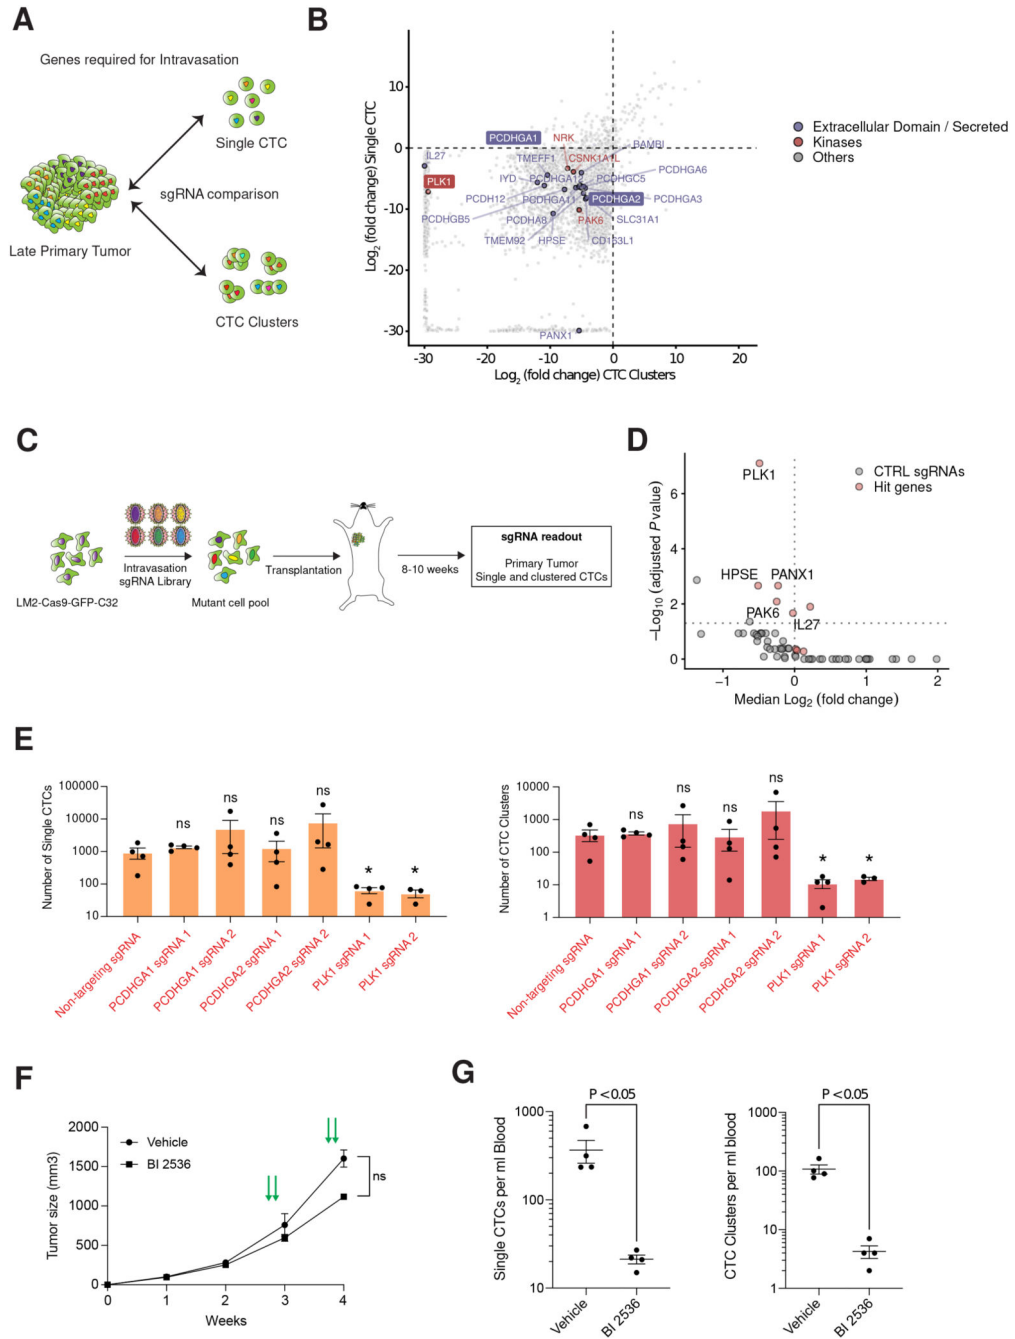 A
Genes required for Intravasation
Single CTC
sgRNA comparison
Late Primary Tumor
CTC Clusters
B
Log2 (fold change) Single CTC
10
0
-10
-20
-30
-30
-20
-10
0
10
20
Log2 (fold change) CTC Clusters
PCDHGA1
NRK
BAMBI
IL27
TMEFF1
CSNK1A1L
PCDHGA6
PLK1
IYD
PCDHGA12
PCDHGC5
PCDH12
PCDHGA11
PCDHGA2
PCDHGA3
PCDHGB5
PCDHA8
PAK6
SLC31A1
TMEM92
HPSE
CD163L1
PANX1
Extracellular Domain / Secreted
Kinases
Others
C
LM2-Cas9-GFP-C32
Intravasation
sgRNA Library
Mutant cell pool
Transplantation
8-10 weeks
sgRNA readout
Primary Tumor
Single and clustered CTCs
D
−Log10 (adjusted P value)
6
4
2
0
−1
0
1
2
Median Log2 (fold change)
PLK1
HPSE
PANX1
PAK6
IL27
CTRL sgRNAs
Hit genes
E
Number of Single CTCs
100000
10000
1000
100
10
ns
ns
ns
ns
*
*
Non-targeting sgRNA
PCDHGA1 sgRNA 1
PCDHGA1 sgRNA 2
PCDHGA2 sgRNA 1
PCDHGA2 sgRNA 2
PLK1 sgRNA 1
PLK1 sgRNA 2
Number of CTC Clusters
10000
1000
100
10
1
ns
ns
ns
ns
*
*
Non-targeting sgRNA
PCDHGA1 sgRNA 1
PCDHGA1 sgRNA 2
PCDHGA2 sgRNA 1
PCDHGA2 sgRNA 2
PLK1 sgRNA 1
PLK1 sgRNA 2
F
Tumor size (mm3)
2000
1500
1000
500
0
0
1
2
3
4
Weeks
Vehicle
BI 2536
ns
G
Single CTCs per ml Blood
1000
100
10
P < 0.05
Vehicle
BI 2536
CTC Clusters per ml blood
1000
100
10
1
P < 0.05
Vehicle
BI 2536